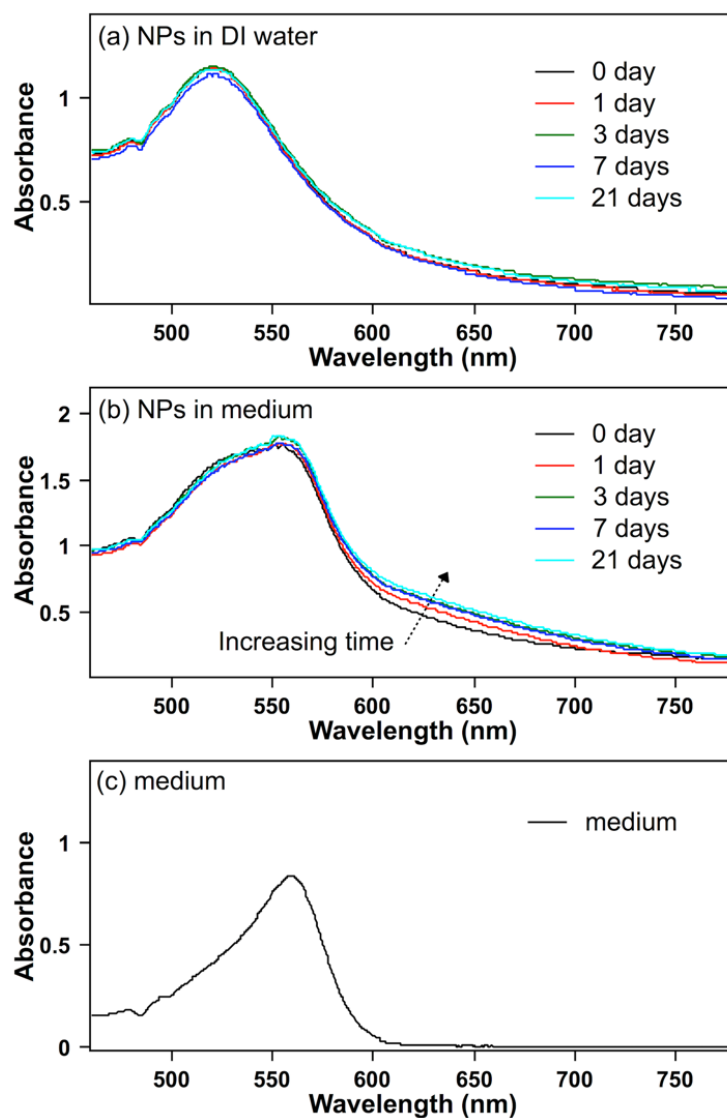 (a) NPs in DI water
0 day
1 day
3 days
7 days
21 days
1
0.5
Absorbance
500 550 600 650 700 750
Wavelength (nm)
(b) NPs in medium
0 day
1 day
3 days
7 days
21 days
2
1.5
1
0.5
Absorbance
Increasing time
500 550 600 650 700 750
Wavelength (nm)
(c) medium
medium
1
0.5
0
Absorbance
500 550 600 650 700 750
Wavelength (nm)